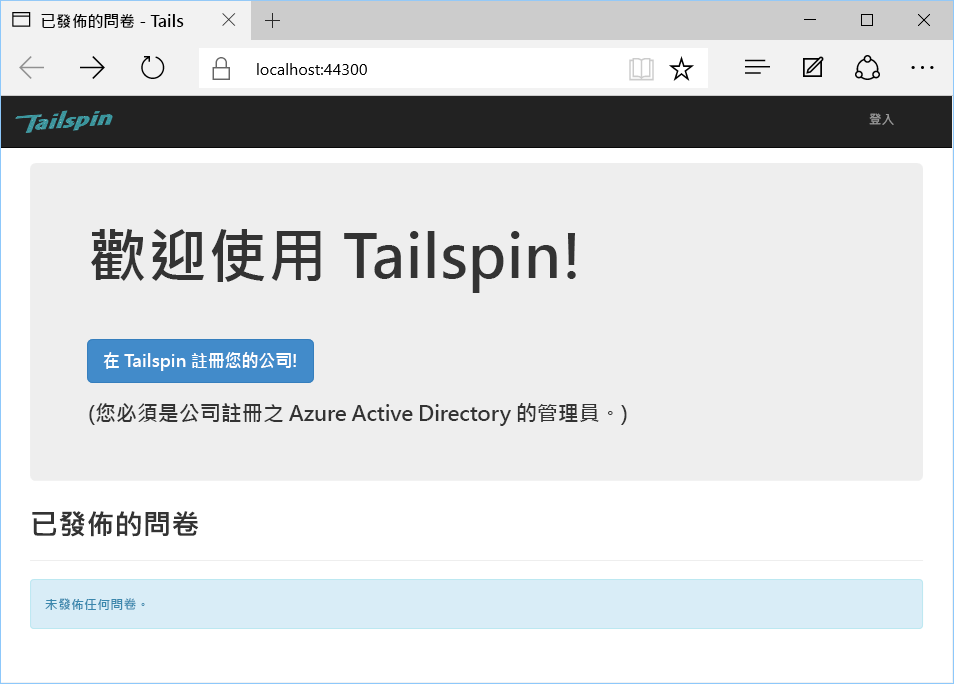 已發佈的問卷 - Tails
localhost:44300
Tailspin
登入
歡迎使用 Tailspin!
在 Tailspin 註冊您的公司!
(您必須是公司註冊之 Azure Active Directory 的管理員。)
已發佈的問卷
未發佈任何問卷。